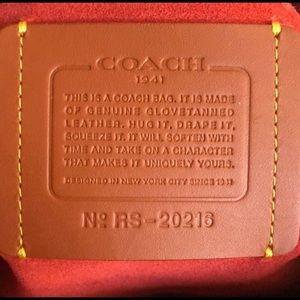 COACH
1941
THIS IS A COACH BAG. IT IS MADE
OF GENUINE GLOVETANNED
LEATHER. HUG IT, DRAPE IT,
SQUEEZE IT. IT WILL SOFTEN WITH
TIME AND TAKE ON A CHARACTER
THAT MAKES IT UNIQUELY YOURS.
DESIGNED IN NEW YORK CITY SINCE 1941
Nº RS-20216